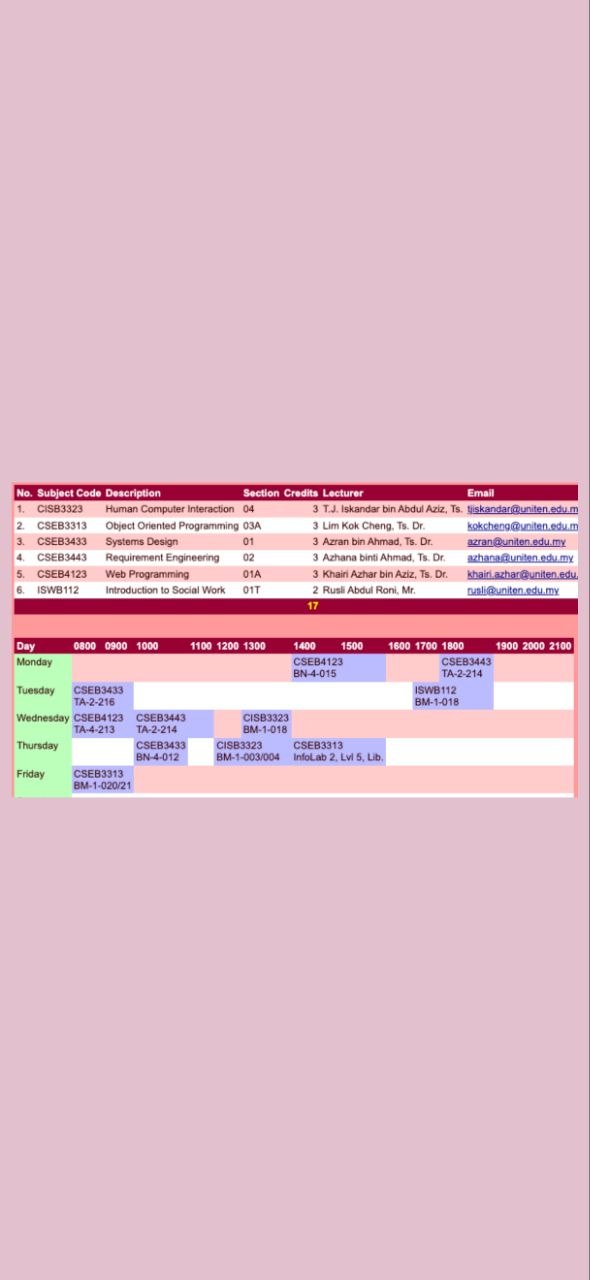 No. Subject Code Description Section Credits Lecturer Email
1. CISB3323 Human Computer Interaction 04 3 T.J. Iskandar bin Abdul Aziz, Ts. tjiskandar@uniten.edu.m
2. CSEB3313 Object Oriented Programming 03A 3 Lim Kok Cheng, Ts. Dr. kokcheng@uniten.edu.m
3. CSEB3433 Systems Design 01 3 Azran bin Ahmad, Ts. Dr. azran@uniten.edu.my
4. CSEB3443 Requirement Engineering 02 3 Azhana binti Ahmad, Ts. Dr. azhana@uniten.edu.my
5. CSEB4123 Web Programming 01A 3 Khairi Azhar bin Aziz, Ts. Dr. khairi.azhar@uniten.edu.
6. ISWB112 Introduction to Social Work 01T 2 Rusli Abdul Roni, Mr. rusli@uniten.edu.my
17
Day 0800 0900 1000 1100 1200 1300 1400 1500 1600 1700 1800 1900 2000 2100
Monday CSEB4123 CSEB3443
BN-4-015 TA-2-214
Tuesday CSEB3433 ISWB112
TA-2-216 BM-1-018
Wednesday CSEB4123 CSEB3443 CISB3323
TA-4-213 TA-2-214 BM-1-018
Thursday CSEB3433 CISB3323 CSEB3313
BN-4-012 BM-1-003/004 InfoLab 2, Lvl 5, Lib.
Friday CSEB3313
BM-1-020/21